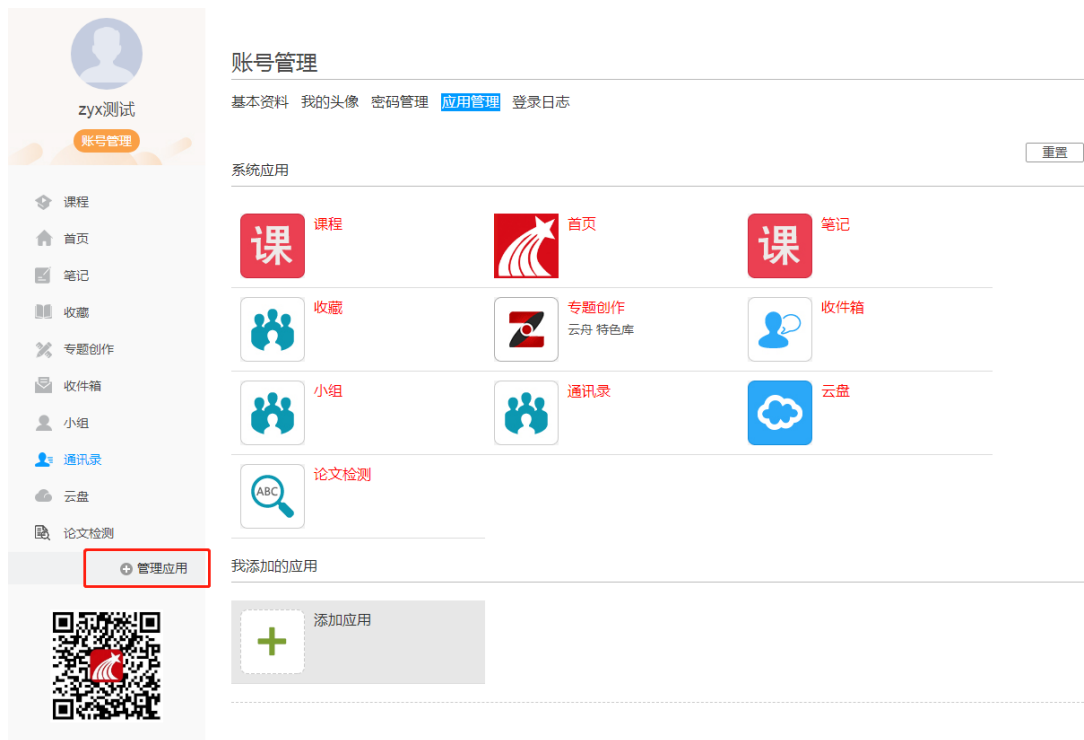 zyx测试
账号管理
课程
首页
笔记
收藏
专题创作
收件箱
小组
通讯录
云盘
论文检测
管理应用
账号管理
基本资料 我的头像 密码管理 应用管理 登录日志
重置
系统应用
课 课程
首页
课 笔记
收藏
专题创作
云舟 特色库
收件箱
小组
通讯录
云盘
ABC 论文检测
我添加的应用
添加应用